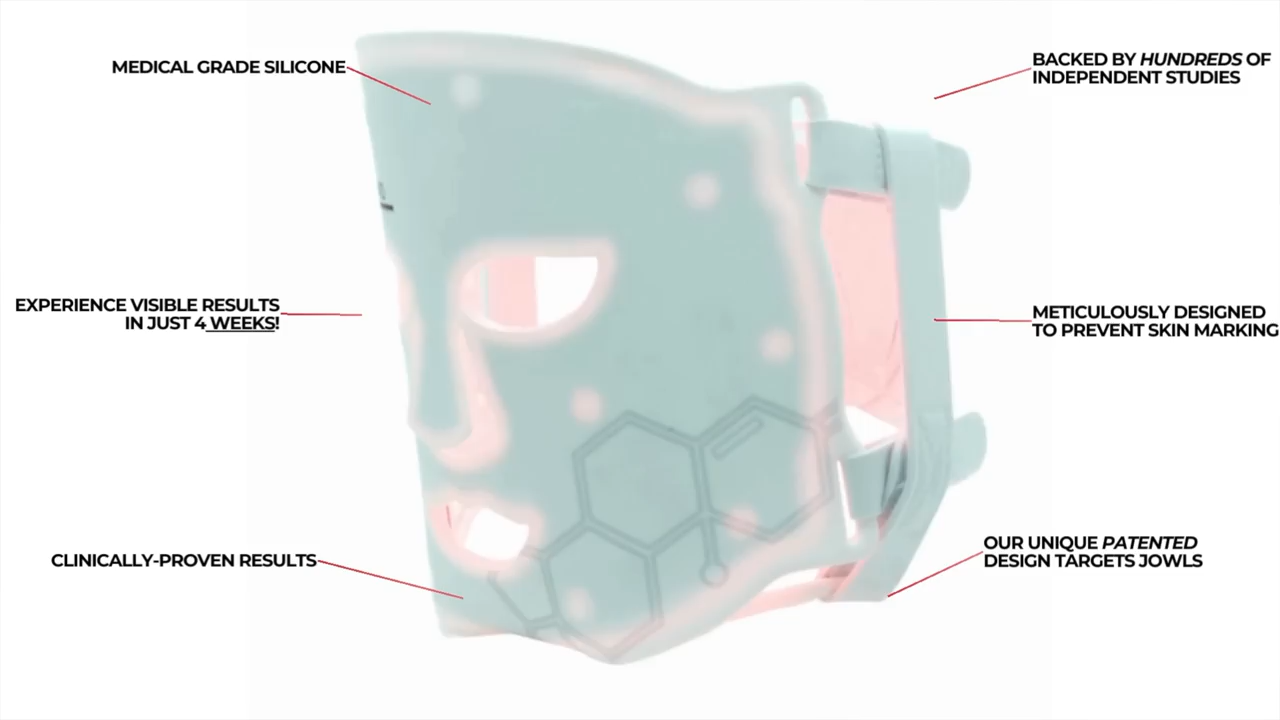 MEDICAL GRADE SILICONE
BACKED BY HUNDREDS OF
INDEPENDENT STUDIES
EXPERIENCE VISIBLE RESULTS
IN JUST 4 WEEKS!
METICULOUSLY DESIGNED
TO PREVENT SKIN MARKING
CLINICALLY-PROVEN RESULTS
OUR UNIQUE PATENTED
DESIGN TARGETS JOWLS